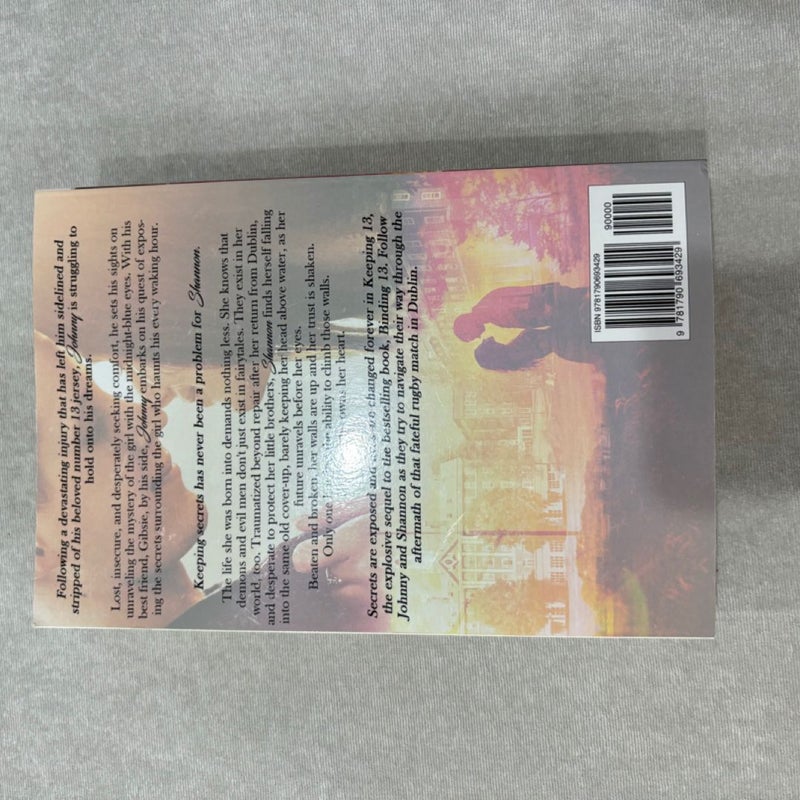 Following a devastating injury that has left him sidelined and
stripped of his beloved number 13 jersey, Johnny is struggling to
hold onto his dreams.
Lost, insecure, and desperately seeking comfort, he sets his sights on
unraveling the mystery of the girl with the midnight-blue eyes. With his
best friend, Gibsie, by his side, Johnny embarks on his quest of expos-
ing the secrets surrounding the girl who haunts his every waking hour.
Keeping secrets has never been a problem for Shannon.
The life she was born into demands nothing less. She knows that
demons and evil men don't just exist in fairytales. They exist in her
world, too. Traumatized beyond repair after her return from Dublin,
and desperate to protect her little brothers, Shannon finds herself falling
into the same old cover-up, barely keeping her head above water, as her
future unravels before her eyes.
Beaten and broken, her walls are up and her trust is shaken.
Only one the ability to climb those walls.
owns her heart.
Secrets are exposed and changed forever in Keeping 13,
the explosive sequel to the bestselling book, Binding 13. Follow
Johnny and Shannon as they try to navigate their way through the
aftermath of that fateful rugby match in Dublin.
ISBN 9781790693429
90000
9 781790 693429